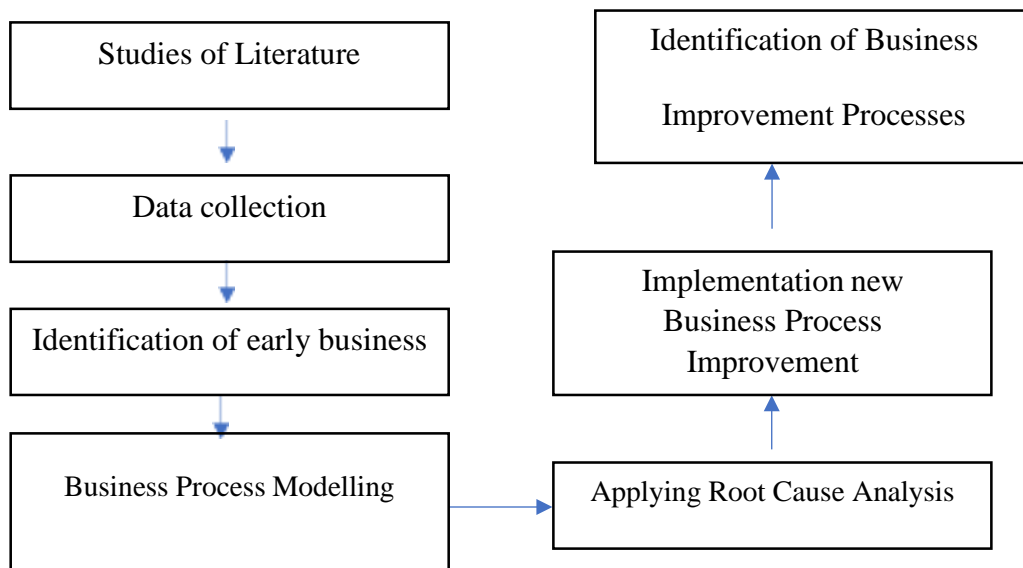 Studies of Literature
Data collection
Identification of early business
Business Process Modelling
Applying Root Cause Analysis
Implementation new
Business Process
Improvement
Identification of Business
Improvement Processes